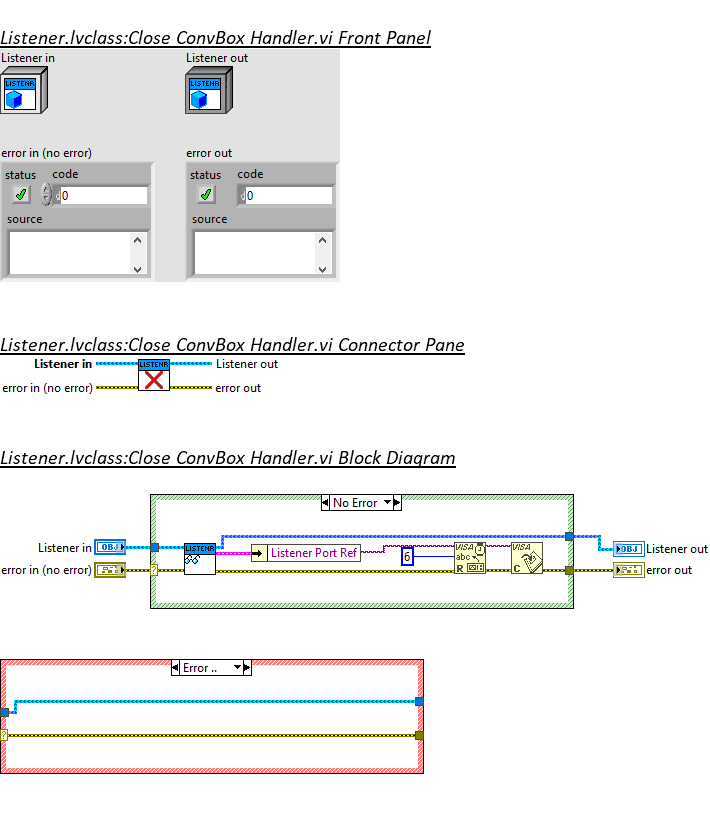 Listener.lvclass:Close ConvBox Handler.vi Front Panel
Listener in Listener out
LISTENR LISTENR
error in (no error) error out
status code status code
d 0 d 0
source source
Listener.lvclass:Close ConvBox Handler.vi Connector Pane
Listener in LISTENR Listener out
error in (no error) error out
Listener.lvclass:Close ConvBox Handler.vi Block Diagram
No Error
Listener in OBJ LISTENR Listener Port Ref 6 VISA abc R VISA C OBJ Listener out
error in (no error) ? error out
Error ..
?